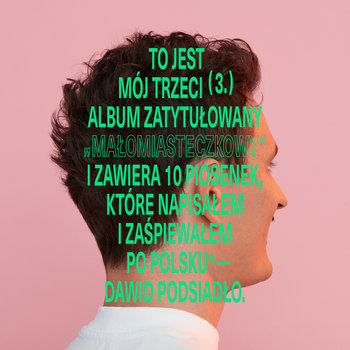 TO JEST
MÓJ TRZECI (3.)
ALBUM ZATYTUŁOWANY
„MAŁOMIASTECZKOWY”
I ZAWIERA 10 PIOSENEK,
KTÓRE NAPISAŁEM
I ZAŚPIEWAŁEM
PO POLSKU*—
DAWID PODSIADŁO.